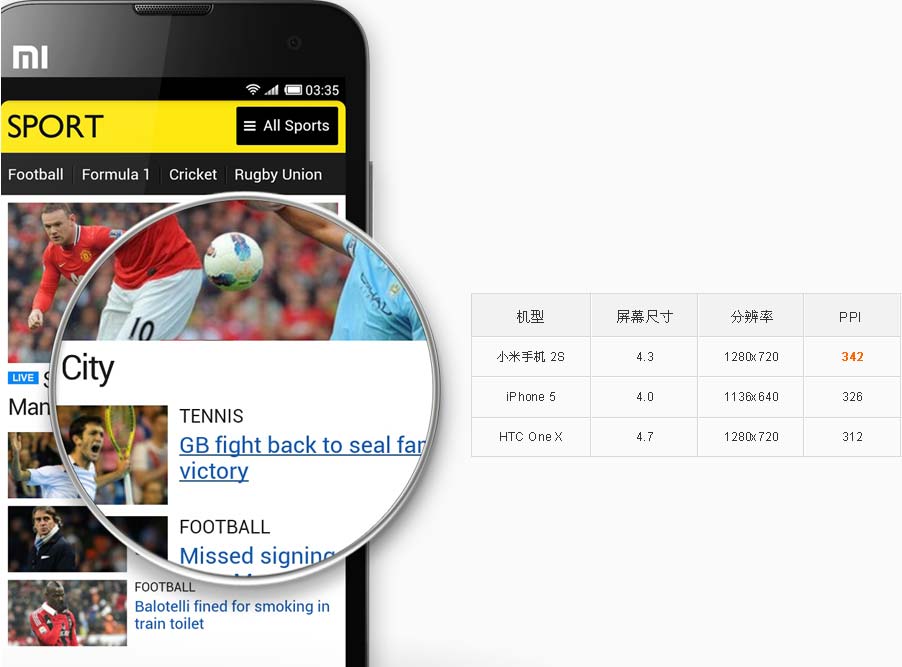 03:35
SPORT
All Sports
Football
Formula 1
Cricket
Rugby Union
10
LIVE
City
Man
TENNIS
GB fight back to seal
victory
FOOTBALL
Missed signing
FOOTBALL
Balotelli fined for smoking in
train toilet
机型 屏幕尺寸 分辨率 PPI
小米手机 2S 4.3 1280x720 342
iPhone 5 4.0 1136x640 326
HTC One X 4.7 1280x720 312